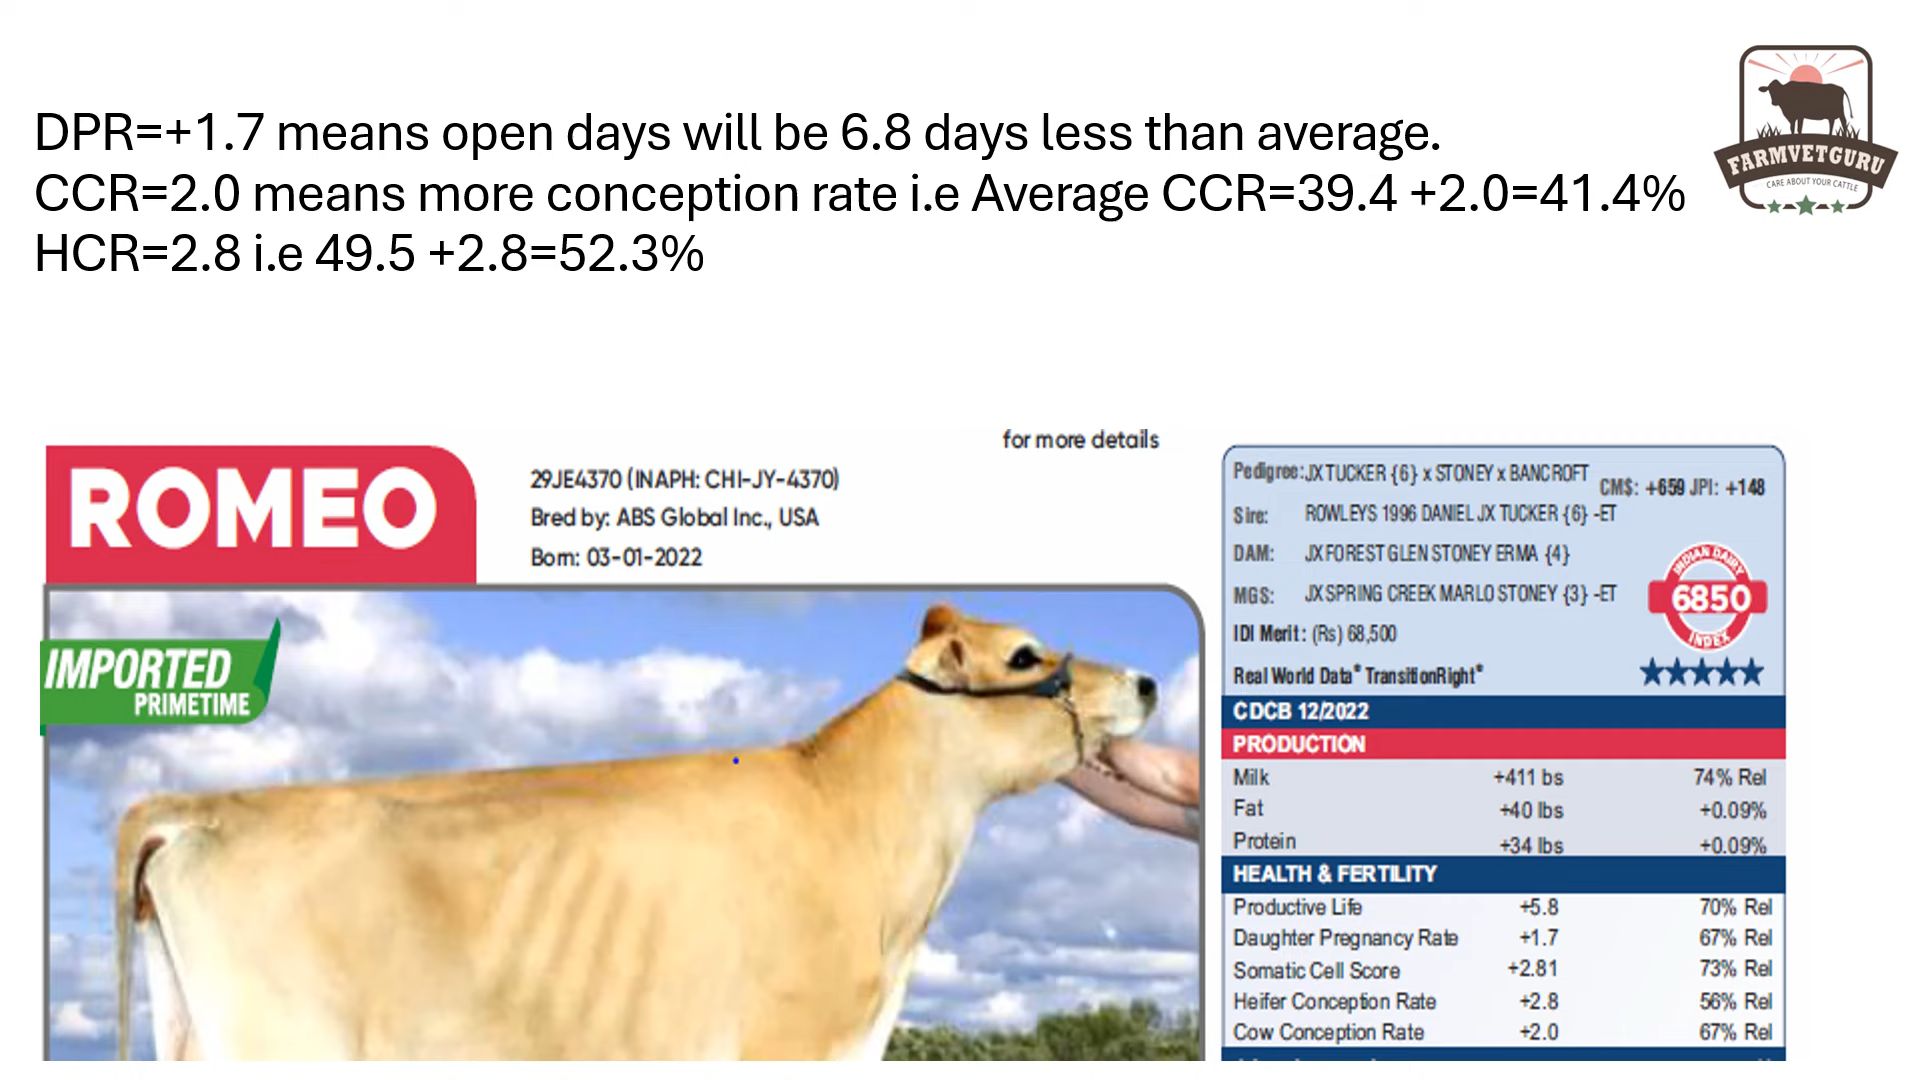 DPR=+1.7 means open days will be 6.8 days less than average.
CCR=2.0 means more conception rate i.e Average CCR=39.4 +2.0=41.4%
HCR=2.8 i.e 49.5 +2.8=52.3%
FARMVETGURU
CARE ABOUT YOUR CATTLE
for more details
ROMEO
29JE4370 (INAPH: CHI-JY-4370)
Bred by: ABS Global Inc., USA
Born: 03-01-2022
IMPORTED
PRIMETIME
Pedigree: JX TUCKER {6} x STONEY x BANCROFT
CM$: +659 JPI: +148
Sire: ROWLEYS 1996 DANIEL JX TUCKER {6} -ET
DAM: JX FOREST GLEN STONEY ERMA {4}
MGS: JX SPRING CREEK MARLO STONEY {3} -ET
IDI Merit: (Rs) 68,500
INDIAN DAIRY
6850
INDEX
Real World Data® TransitionRight®
CDCB 12/2022
PRODUCTION
Milk +411 bs 74% Rel
Fat +40 lbs +0.09%
Protein +34 lbs +0.09%
HEALTH & FERTILITY
Productive Life +5.8 70% Rel
Daughter Pregnancy Rate +1.7 67% Rel
Somatic Cell Score +2.81 73% Rel
Heifer Conception Rate +2.8 56% Rel
Cow Conception Rate +2.0 67% Rel